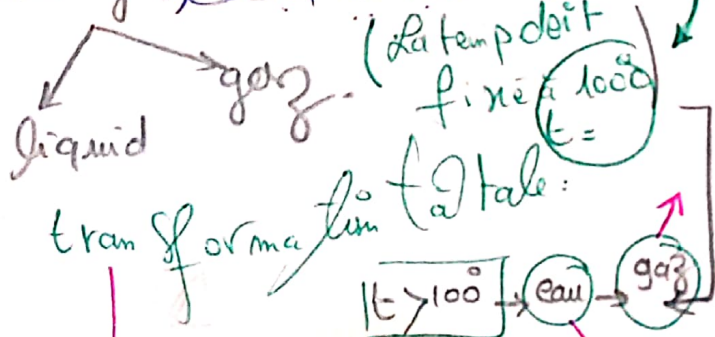 (La temp doit
gaz.
fixé à 100°
t =
liquid
transformation totale:
t > 100° → eau → gaz